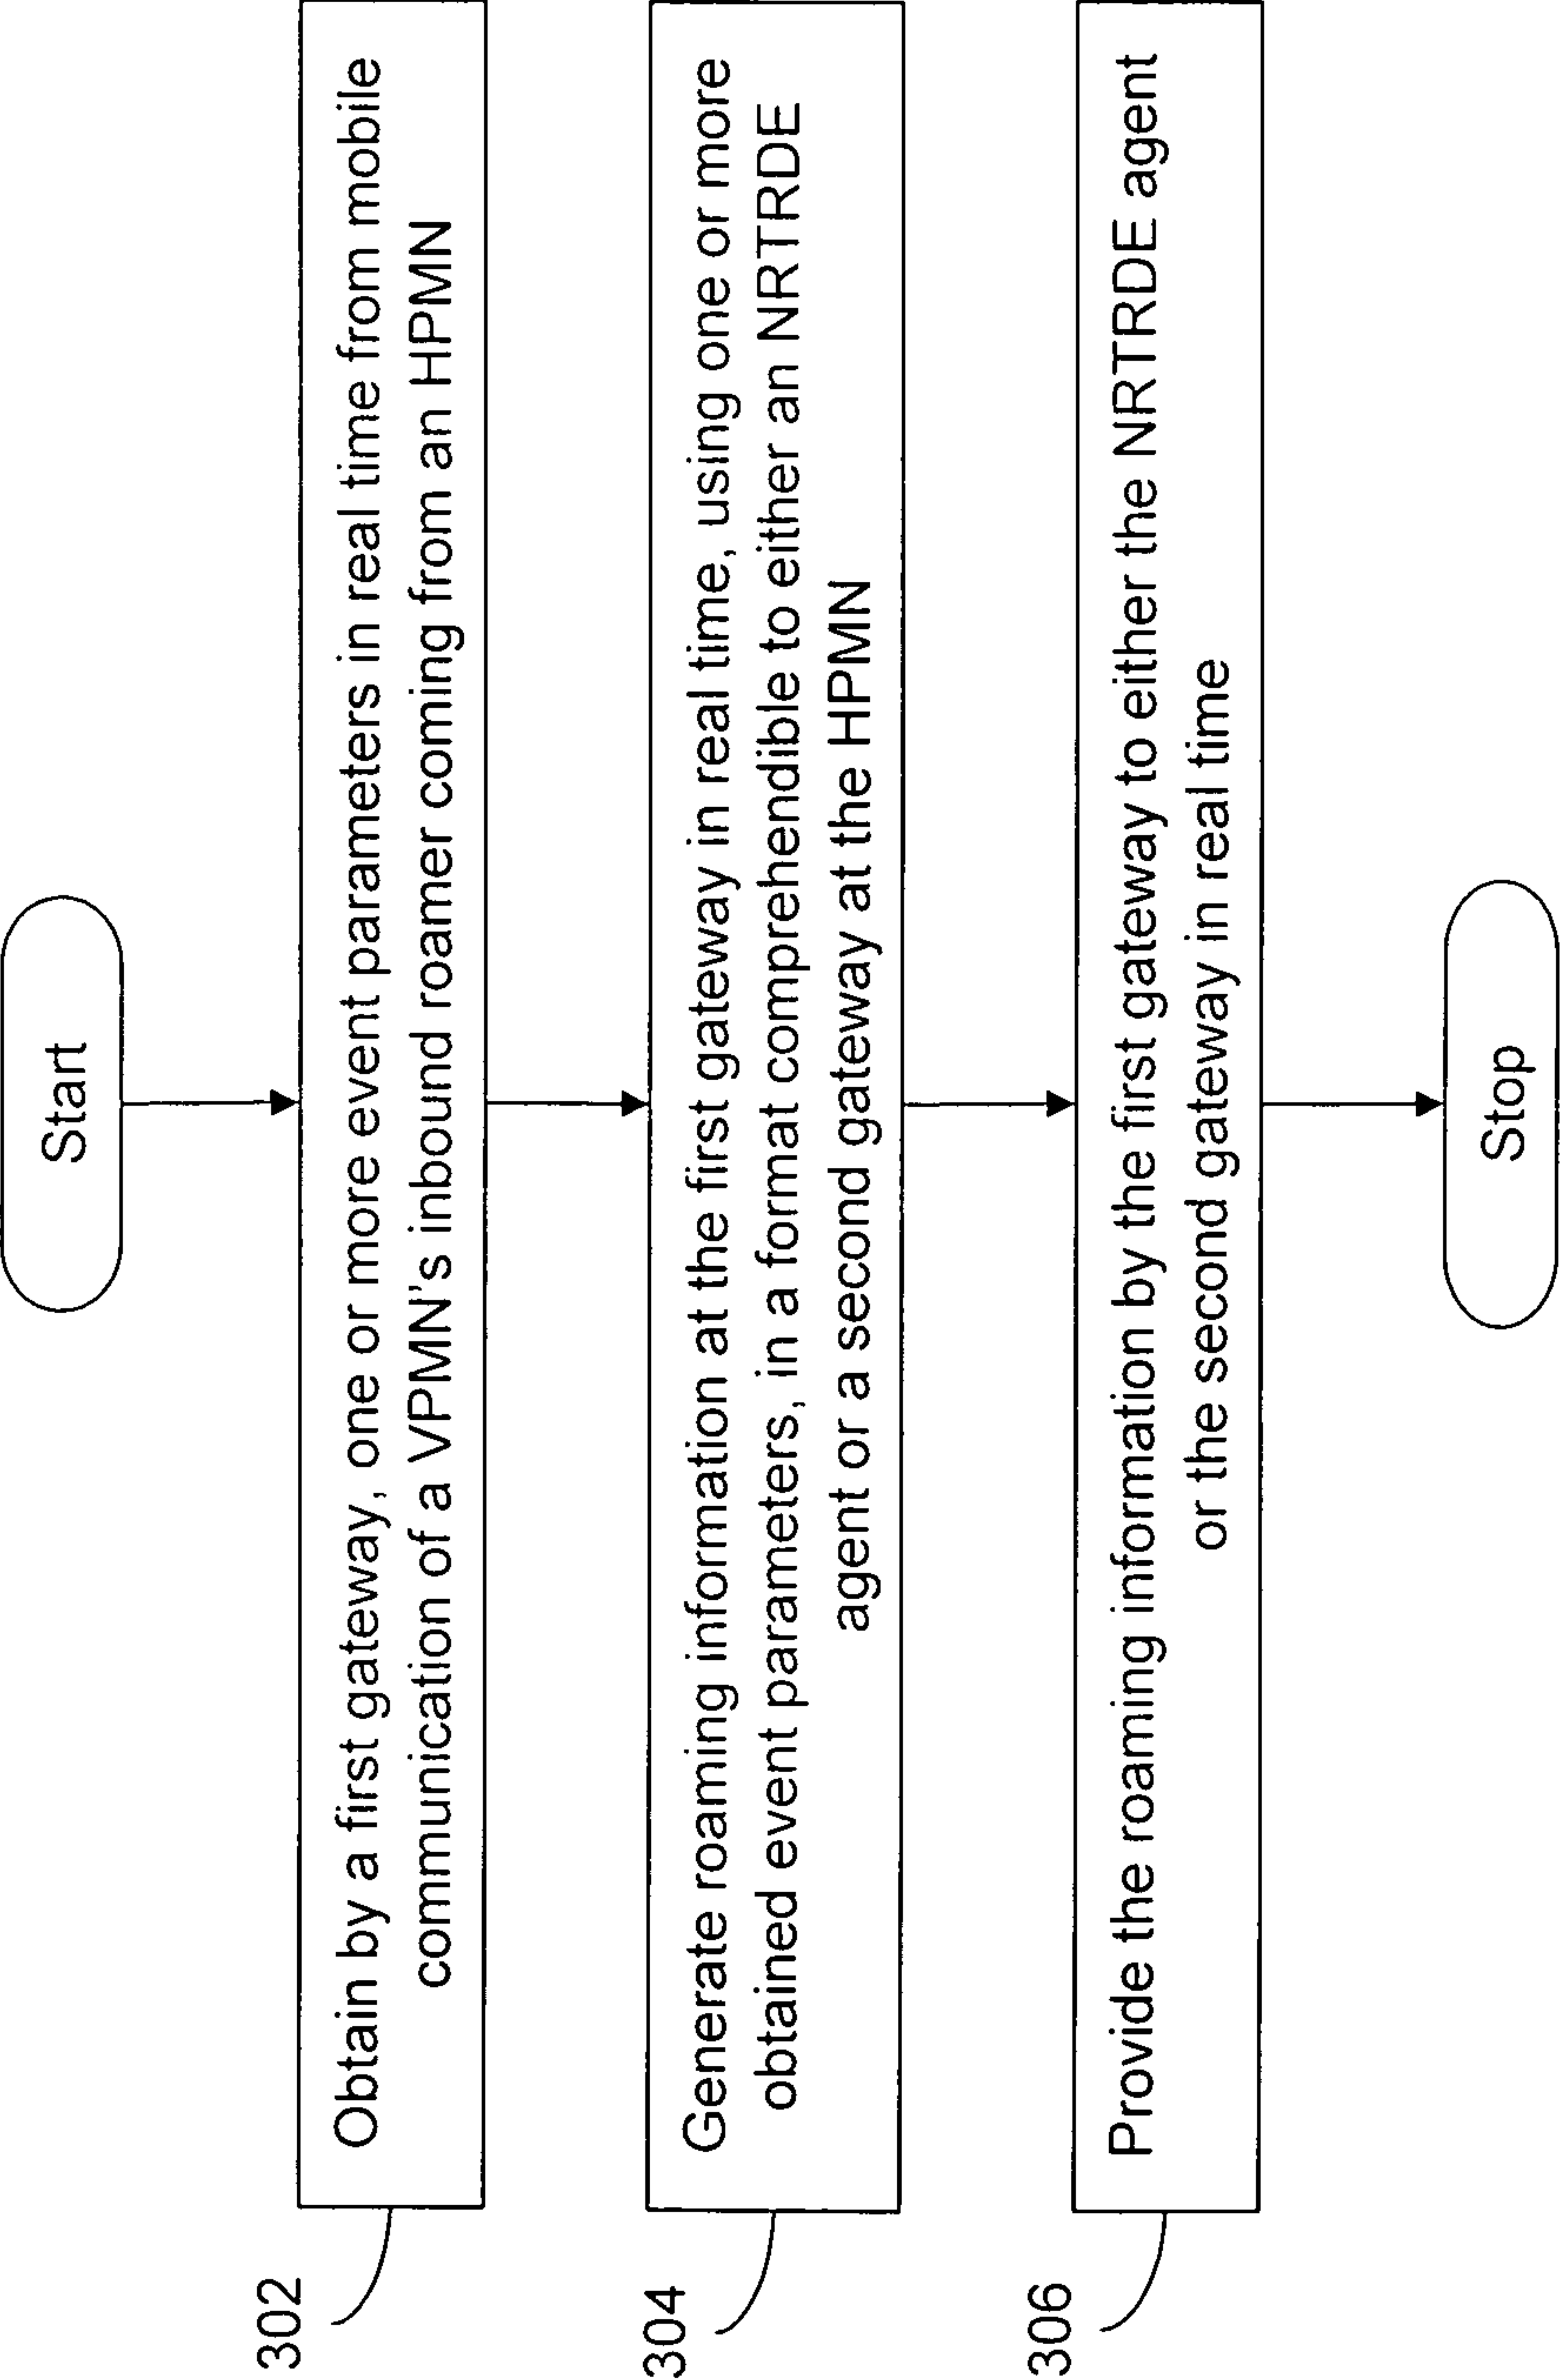 Start
302
Obtain by a first gateway, one or more event parameters in real time from mobile
communication of a VPMN's inbound roamer coming from an HPMN
304
Generate roaming information at the first gateway in real time, using one or more
obtained event parameters, in a format comprehendible to either an NRTRDE
agent or a second gateway at the HPMN
306
Provide the roaming information by the first gateway to either the NRTRDE agent
or the second gateway in real time
Stop